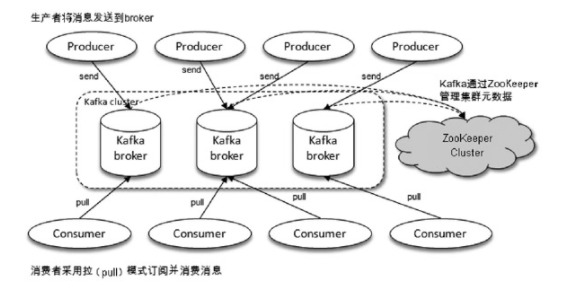 生产者将消息发送到broker
Producer
Producer
Producer
Producer
send
send
send
send
Kafka通过ZooKeeper
管理集群元数据
Kafka cluster
Kafka
broker
Kafka
broker
Kafka
broker
ZooKeeper
Cluster
pull
pull
pull
pull
Consumer
Consumer
Consumer
Consumer
消费者采用拉（pull）模式订阅并消费消息